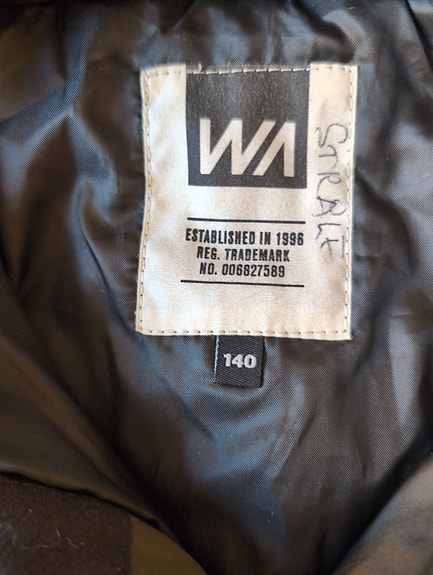 WA
ESTABLISHED IN 1996
REG. TRADEMARK
NO. 006827589
140